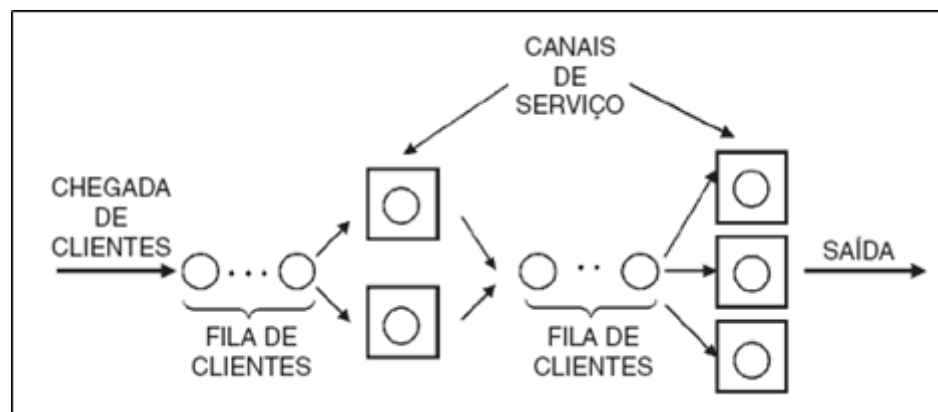 CANAIS
DE
SERVIÇO
CHEGADA
DE
CLIENTES
SAÍDA
FILA DE
CLIENTES
FILA DE
CLIENTES